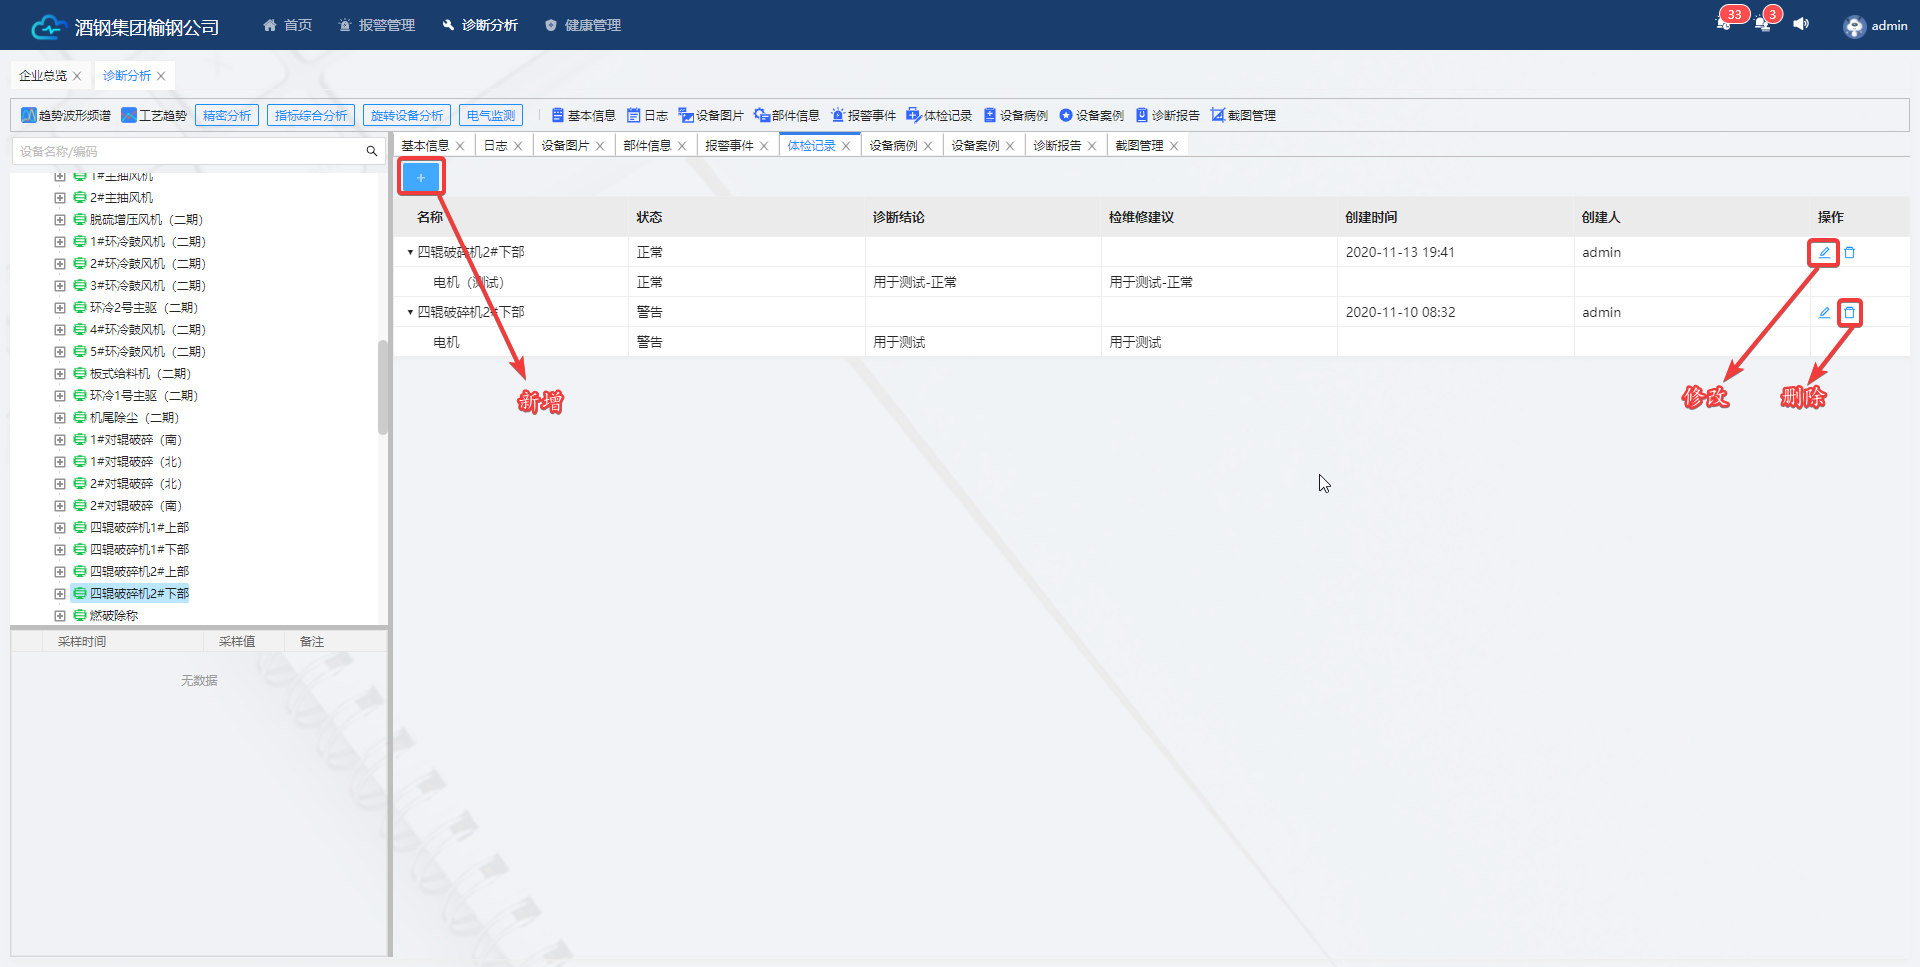 酒钢集团榆钢公司 首页 报警管理 诊断分析 健康管理 33 3 admin
企业总览 诊断分析
趋势波形频谱 工艺趋势 精密分析 指标综合分析 旋转设备分析 电气监测 基本信息 日志 设备图片 部件信息 报警事件 体检记录 设备病例 设备案例 诊断报告 截图管理
设备名称/编码
1#主抽风机
2#主抽风机
脱硫增压风机（二期）
1#环冷鼓风机（二期）
2#环冷鼓风机（二期）
3#环冷鼓风机（二期）
环冷2号主驱（二期）
4#环冷鼓风机（二期）
5#环冷鼓风机（二期）
板式给料机（二期）
环冷1号主驱（二期）
机尾除尘（二期）
1#对辊破碎（南）
1#对辊破碎（北）
2#对辊破碎（北）
2#对辊破碎（南）
四辊破碎机1#上部
四辊破碎机1#下部
四辊破碎机2#上部
四辊破碎机2#下部
燃破除称
采样时间 采样值 备注
无数据
基本信息 日志 设备图片 部件信息 报警事件 体检记录 设备病例 设备案例 诊断报告 截图管理
+
名称 状态 诊断结论 检维修建议 创建时间 创建人 操作
四辊破碎机2#下部 正常 2020-11-13 19:41 admin
电机（测试） 正常 用于测试-正常 用于测试-正常
四辊破碎机2#下部 警告 2020-11-10 08:32 admin
电机 警告 用于测试 用于测试
新增 修改 删除